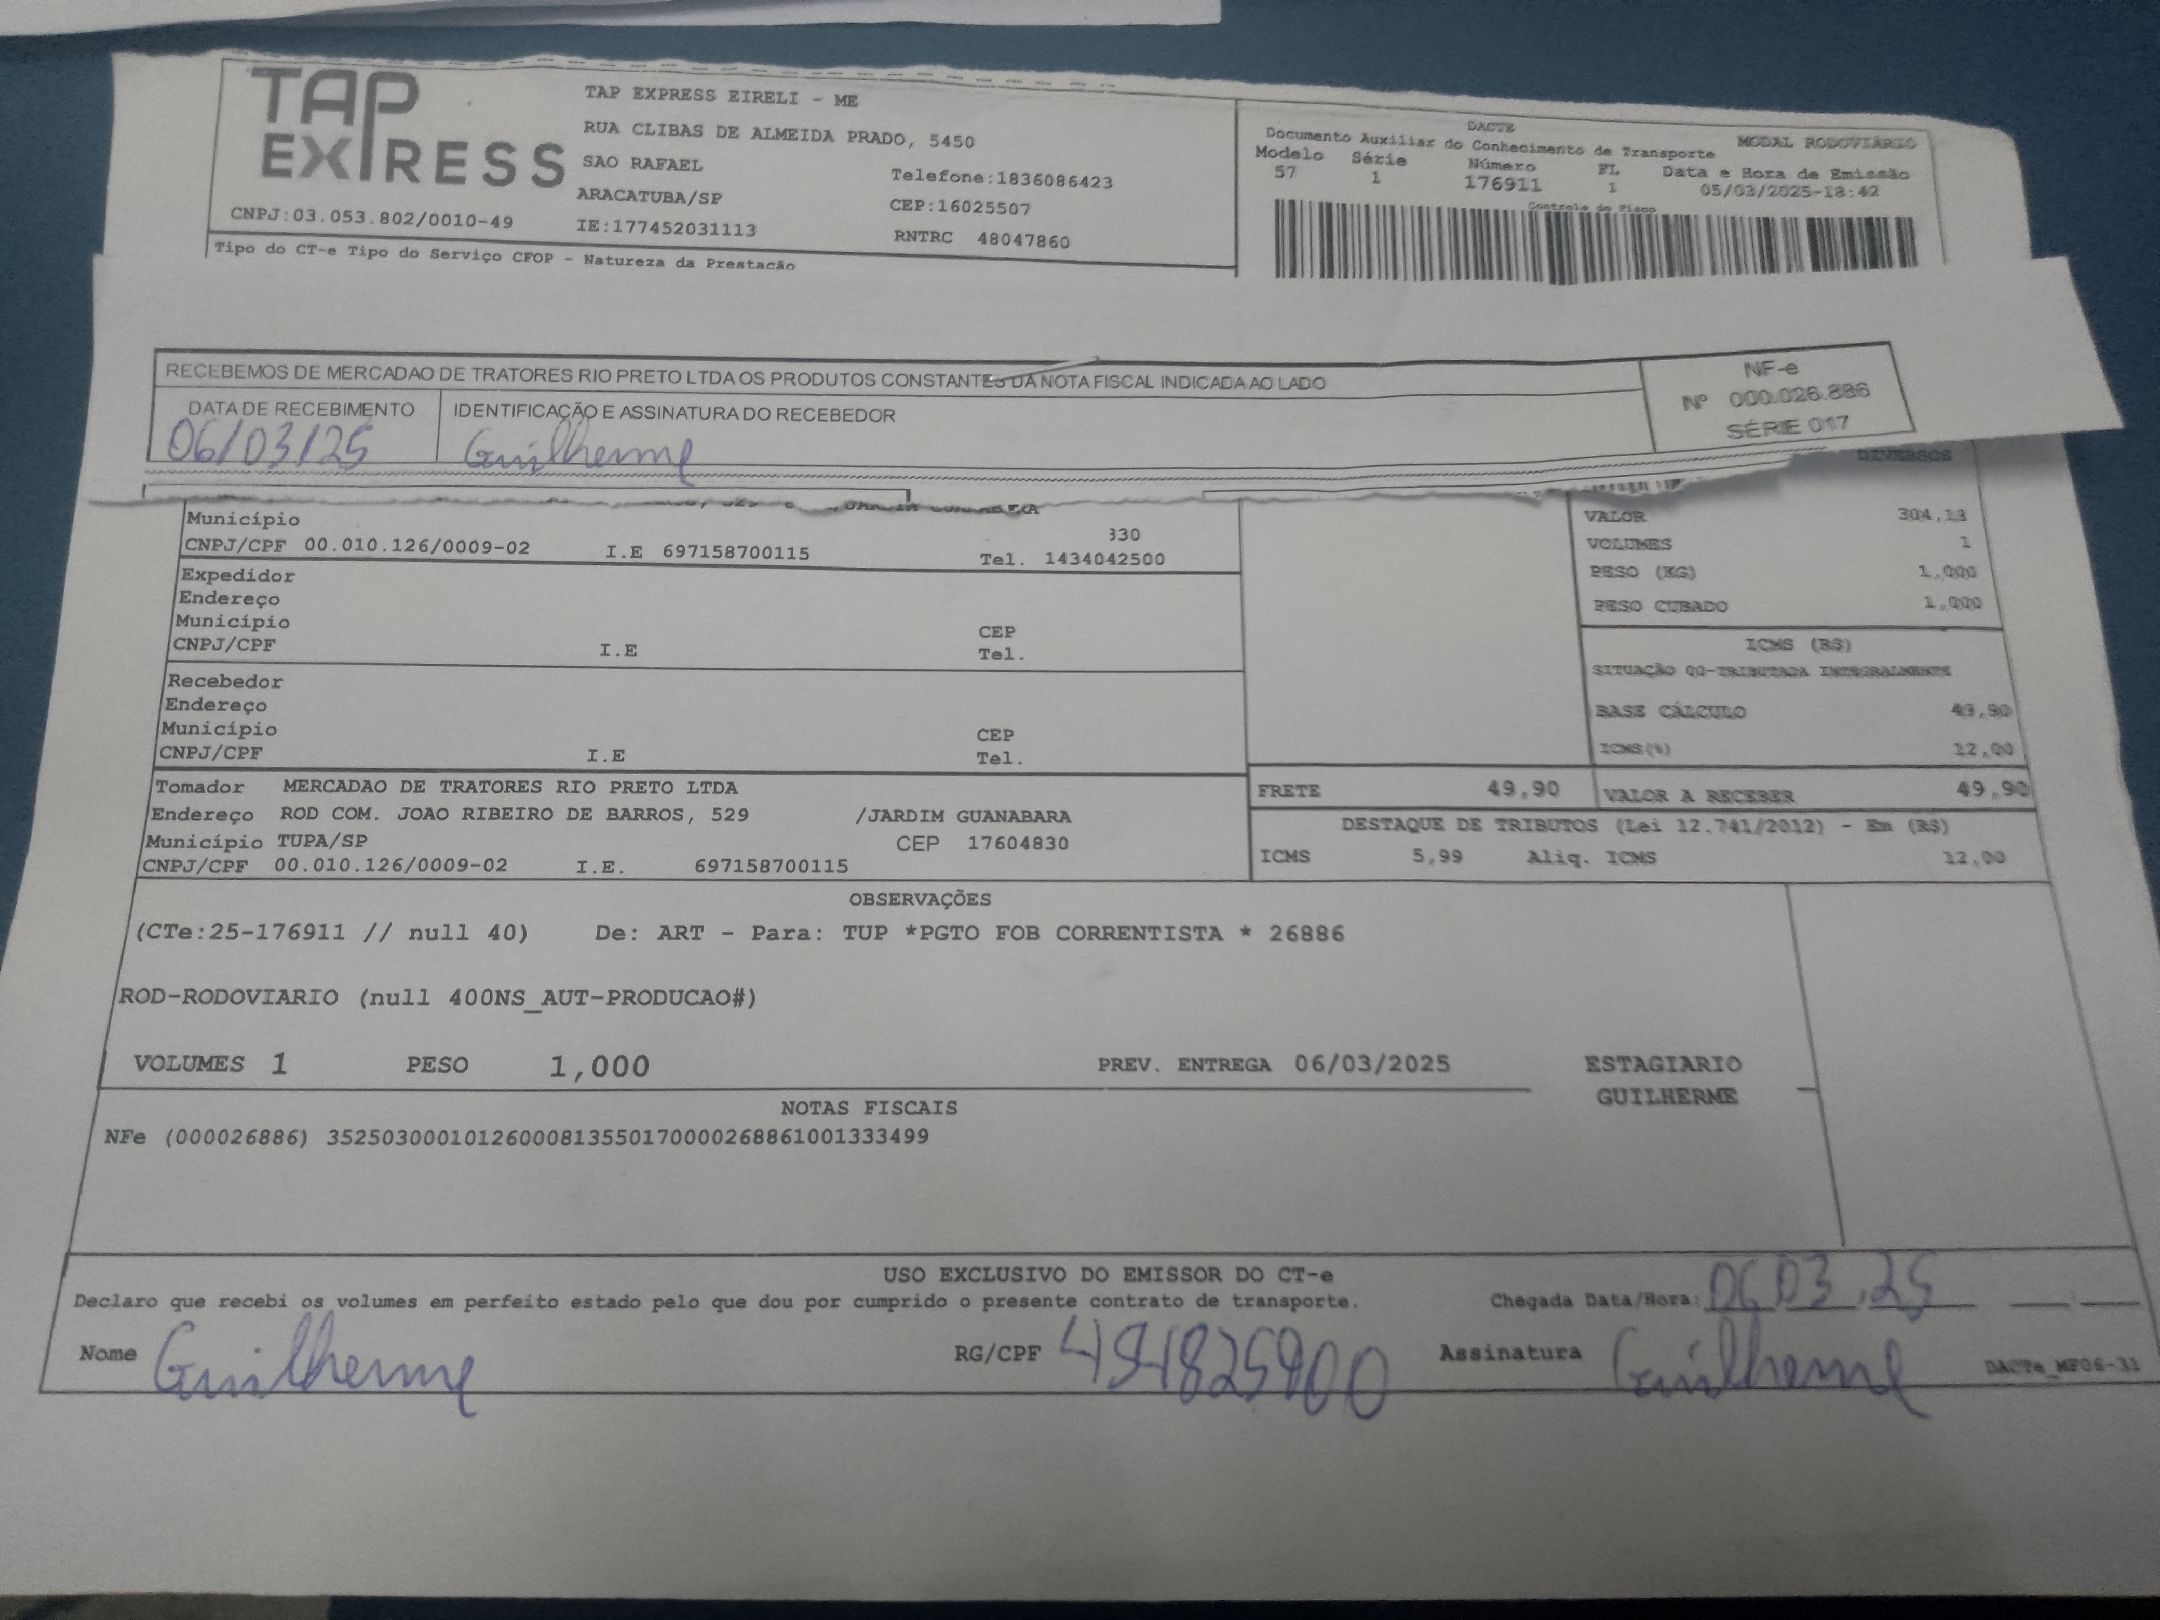 TAP EXPRESS
TAP EXPRESS EIRELI - ME
RUA CLIBAS DE ALMEIDA PRADO, 5450
SAO RAFAEL
Telefone:1836086423
ARACATUBA/SP
CEP:16025507
CNPJ:03.053.802/0010-49
IE:177452031113
RNTRC 48047860
DACTE
Documento Auxiliar do Conhecimento de Transporte
MODAL RODOVIÁRIO
Modelo Série Número FL Data e Hora de Emissão
57 1 176911 1 05/03/2025-18:42
Controle do Fisco
Tipo do CT-e Tipo do Serviço CFOP - Natureza da Prestação
RECEBEMOS DE MERCADAO DE TRATORES RIO PRETO LTDA OS PRODUTOS CONSTANTES DA NOTA FISCAL INDICADA AO LADO
DATA DE RECEBIMENTO
06/03/25
IDENTIFICAÇÃO E ASSINATURA DO RECEBEDOR
Guilherme
NF-e
Nº 000.026.886
SÉRIE 017
DIVERSOS
Município
330
CNPJ/CPF 00.010.126/0009-02 I.E 697158700115 Tel. 1434042500
Expedidor
Endereço
Município CEP
CNPJ/CPF I.E Tel.
Recebedor
Endereço
Município CEP
CNPJ/CPF I.E Tel.
Tomador MERCADAO DE TRATORES RIO PRETO LTDA
Endereço ROD COM. JOAO RIBEIRO DE BARROS, 529 /JARDIM GUANABARA
Município TUPA/SP CEP 17604830
CNPJ/CPF 00.010.126/0009-02 I.E. 697158700115
VALOR 304,18
VOLUMES 1
PESO (KG) 1,000
PESO CUBADO 1,000
ICMS (R$)
SITUAÇÃO 00-TRIBUTADA INTEGRALMENTE
BASE CÁLCULO 49,90
ICMS(%) 12,00
FRETE 49,90 VALOR A RECEBER 49,90
DESTAQUE DE TRIBUTOS (Lei 12.741/2012) - Em (R$)
ICMS 5,99 Aliq. ICMS 12,00
OBSERVAÇÕES
(CTe:25-176911 // null 40) De: ART - Para: TUP *PGTO FOB CORRENTISTA * 26886
ROD-RODOVIARIO (null 400NS_AUT-PRODUCAO#)
VOLUMES 1 PESO 1,000 PREV. ENTREGA 06/03/2025
ESTAGIARIO
GUILHERME
NOTAS FISCAIS
NFe (000026886) 35250300010126000813550170000268861001333499
USO EXCLUSIVO DO EMISSOR DO CT-e
Declaro que recebi os volumes em perfeito estado pelo que dou por cumprido o presente contrato de transporte.
Chegada Data/Hora: 06 03 25
Nome Guilherme
RG/CPF
Assinatura Guilherme
DACTe_MF06-31